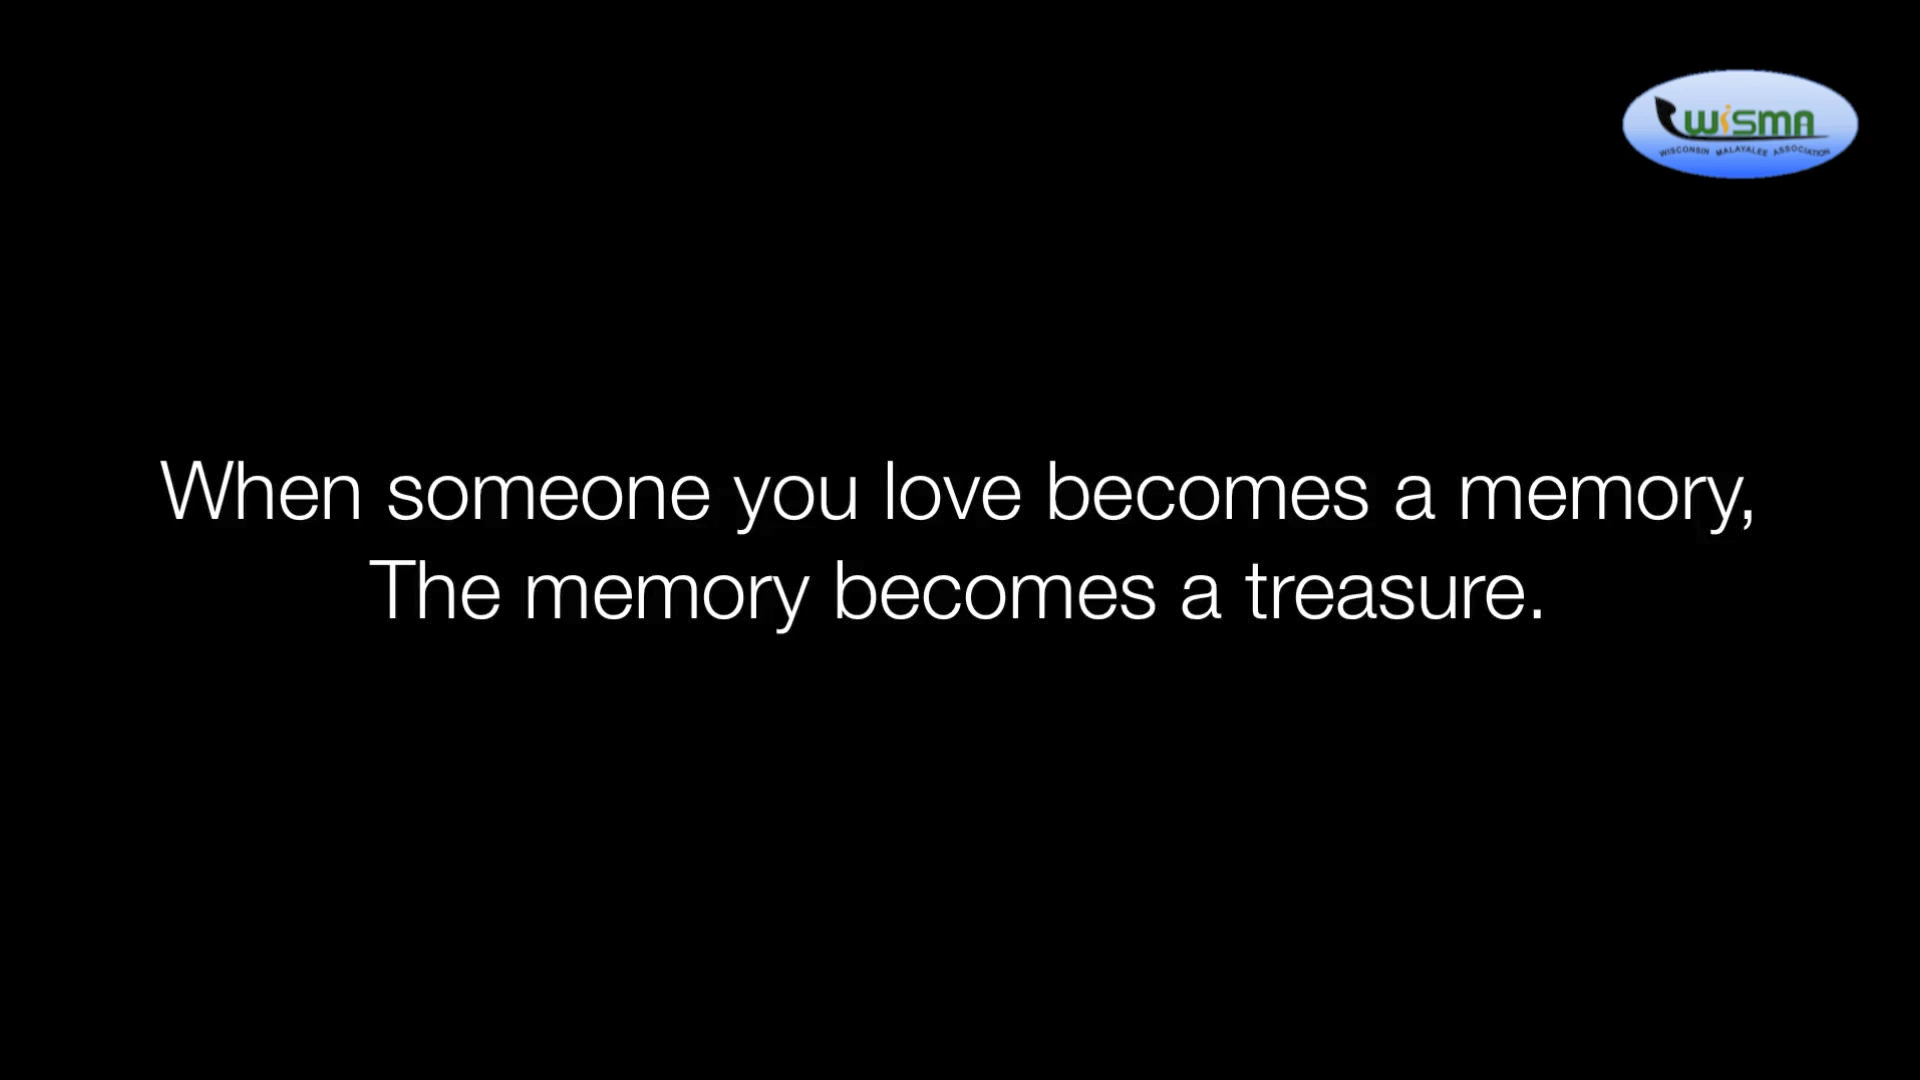 WiSMA
WISCONSIN MALAYALEE ASSOCIATION
When someone you love becomes a memory,
The memory becomes a treasure.